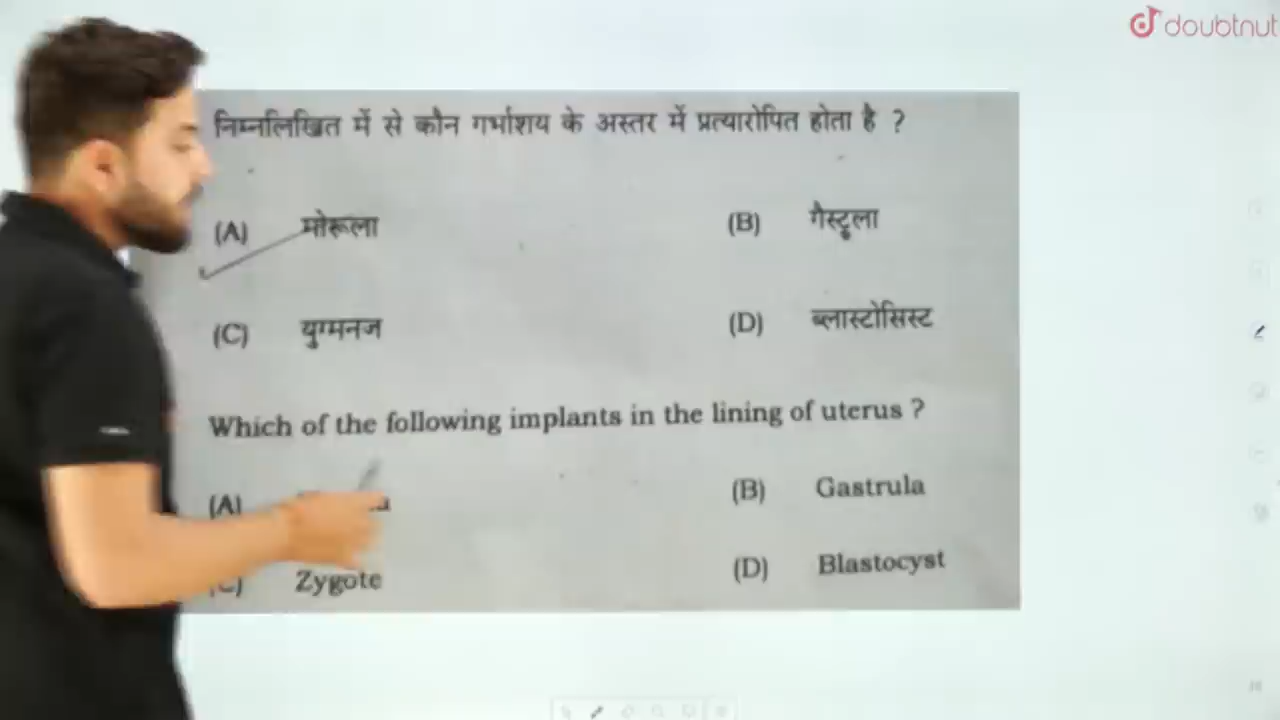 doubtnut
निम्नलिखित में से कौन गर्भाशय के अस्तर में प्रत्यारोपित होता है ?
(A) मोरूला (B) गैस्ट्रुला
(C) युग्मनज (D) ब्लास्टोसिस्ट
Which of the following implants in the lining of uterus ?
(A) (B) Gastrula
(C) Zygote (D) Blastocyst